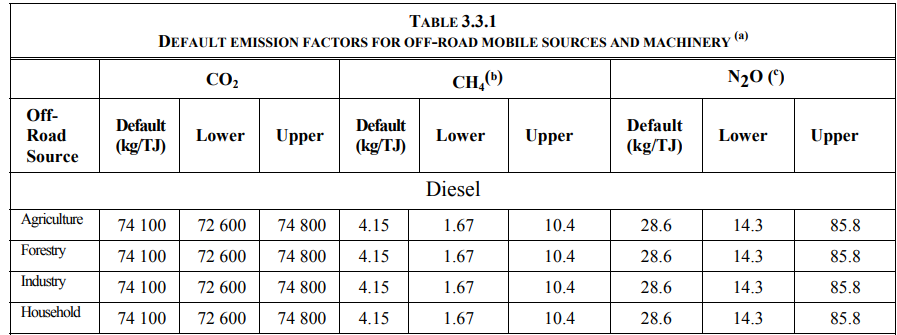 TABLE 3.3.1
DEFAULT EMISSION FACTORS FOR OFF-ROAD MOBILE SOURCES AND MACHINERY (a)
CO2 CH4(b) N2O (c)
Off-Road Source Default (kg/TJ) Lower Upper Default (kg/TJ) Lower Upper Default (kg/TJ) Lower Upper
Diesel
Agriculture 74 100 72 600 74 800 4.15 1.67 10.4 28.6 14.3 85.8
Forestry 74 100 72 600 74 800 4.15 1.67 10.4 28.6 14.3 85.8
Industry 74 100 72 600 74 800 4.15 1.67 10.4 28.6 14.3 85.8
Household 74 100 72 600 74 800 4.15 1.67 10.4 28.6 14.3 85.8